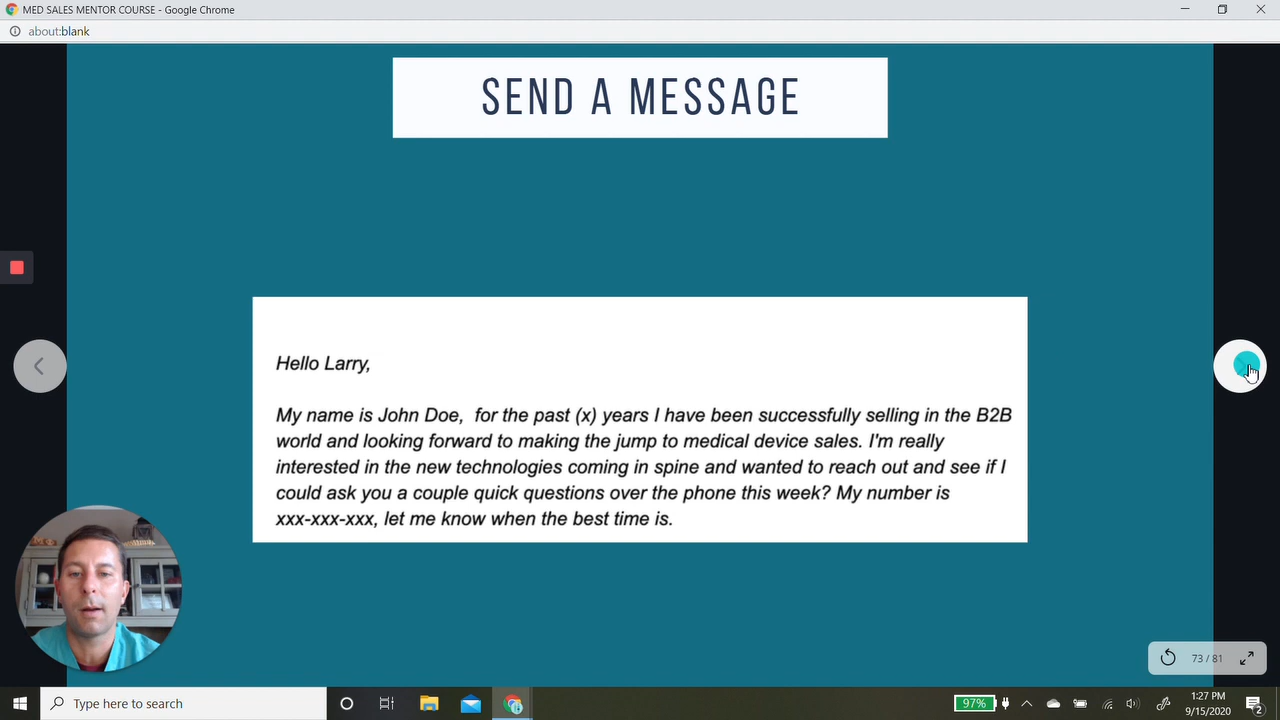 MED SALES MENTOR COURSE - Google Chrome
about:blank
SEND A MESSAGE
Hello Larry,
My name is John Doe,  for the past (x) years I have been successfully selling in the B2B
world and looking forward to making the jump to medical device sales. I'm really
interested in the new technologies coming in spine and wanted to reach out and see if I
could ask you a couple quick questions over the phone this week? My number is
xxx-xxx-xxx, let me know when the best time is.
73 / 81
Type here to search
97%
1:27 PM
9/15/2020
2